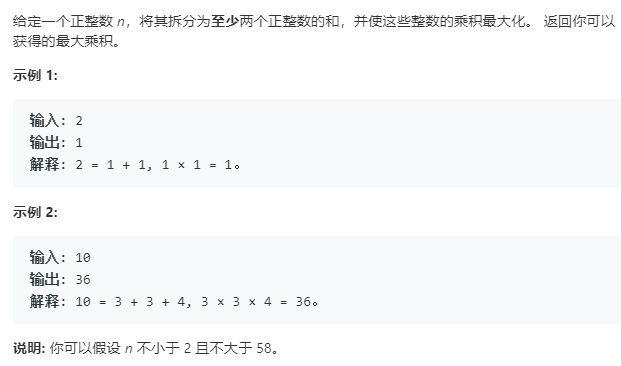 给定一个正整数 n，将其拆分为至少两个正整数的和，并使这些整数的乘积最大化。 返回你可以
获得的最大乘积。
示例 1:
输入: 2
输出: 1
解释: 2 = 1 + 1, 1 × 1 = 1。
示例 2:
输入: 10
输出: 36
解释: 10 = 3 + 3 + 4, 3 × 3 × 4 = 36。
说明: 你可以假设 n 不小于 2 且不大于 58。